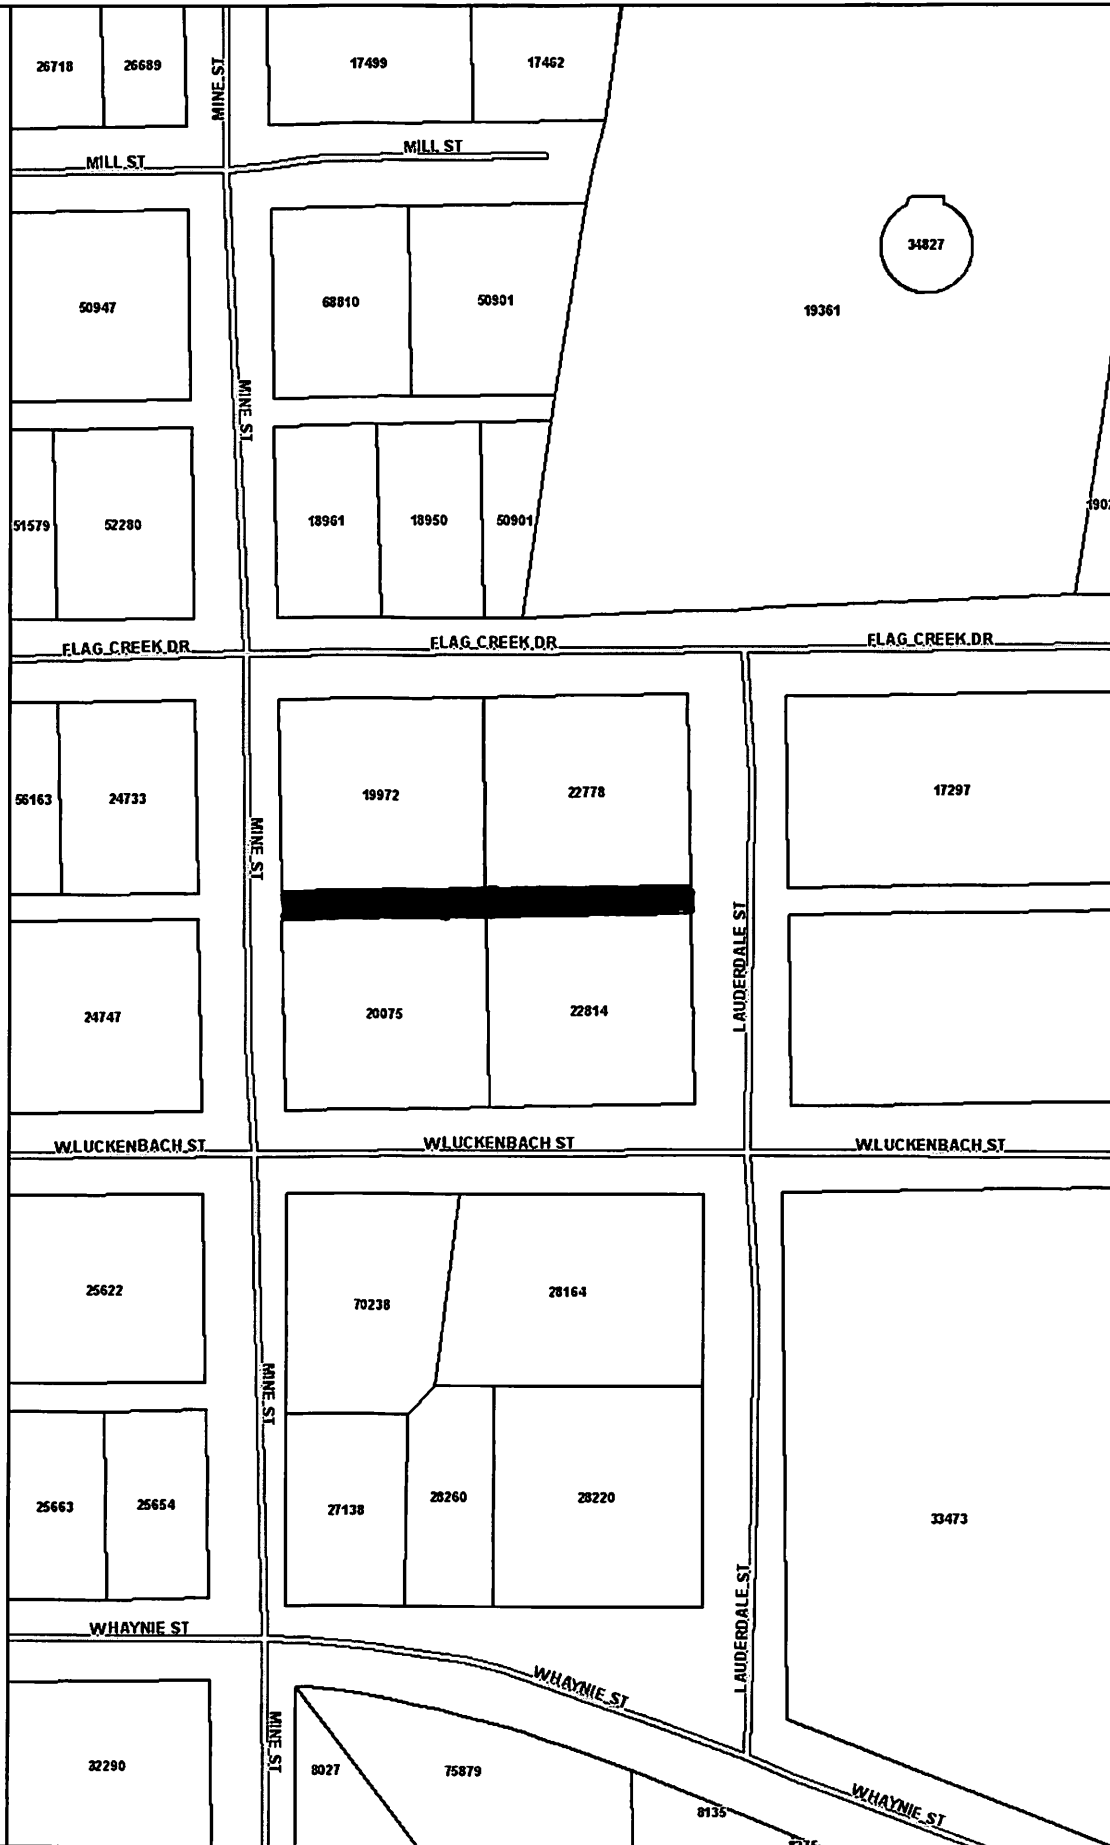 26718
26689
MINE ST
17499
17462
MILL ST
MILL ST
34827
50947
68810
50901
19361
MINE ST
51579
52280
18961
18950
50901
FLAG CREEK DR
FLAG CREEK DR
FLAG CREEK DR
56163
24733
19972
22778
17297
MINE ST
LAUDERDALE ST
24747
20075
22814
W LUCKENBACH ST
W LUCKENBACH ST
W LUCKENBACH ST
25622
70238
28164
MINE ST
25663
25654
27138
28260
28220
33473
LAUDERDALE ST
W HAYNIE ST
W HAYNIE ST
MINE ST
32290
8027
75879
8135
W HAYNIE ST